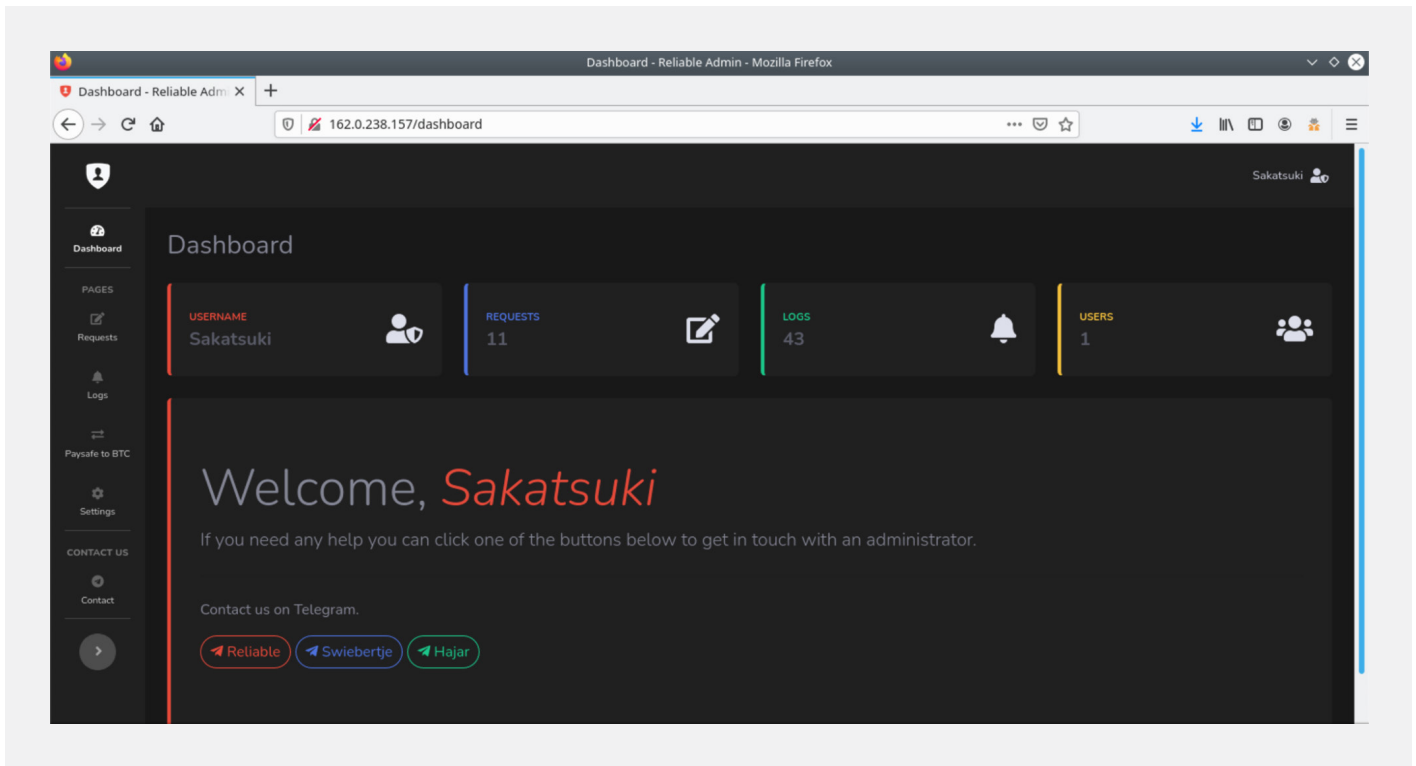 Dashboard - Reliable Admin - Mozilla Firefox
Dashboard - Reliable Adm
162.0.238.157/dashboard
Sakatsuki
Dashboard
PAGES
Requests
Logs
Paysafe to BTC
Settings
CONTACT US
Contact
Dashboard
USERNAME
Sakatsuki
REQUESTS
11
LOGS
43
USERS
1
Welcome, Sakatsuki
If you need any help you can click one of the buttons below to get in touch with an administrator.
Contact us on Telegram.
Reliable Swiebertje Hajar